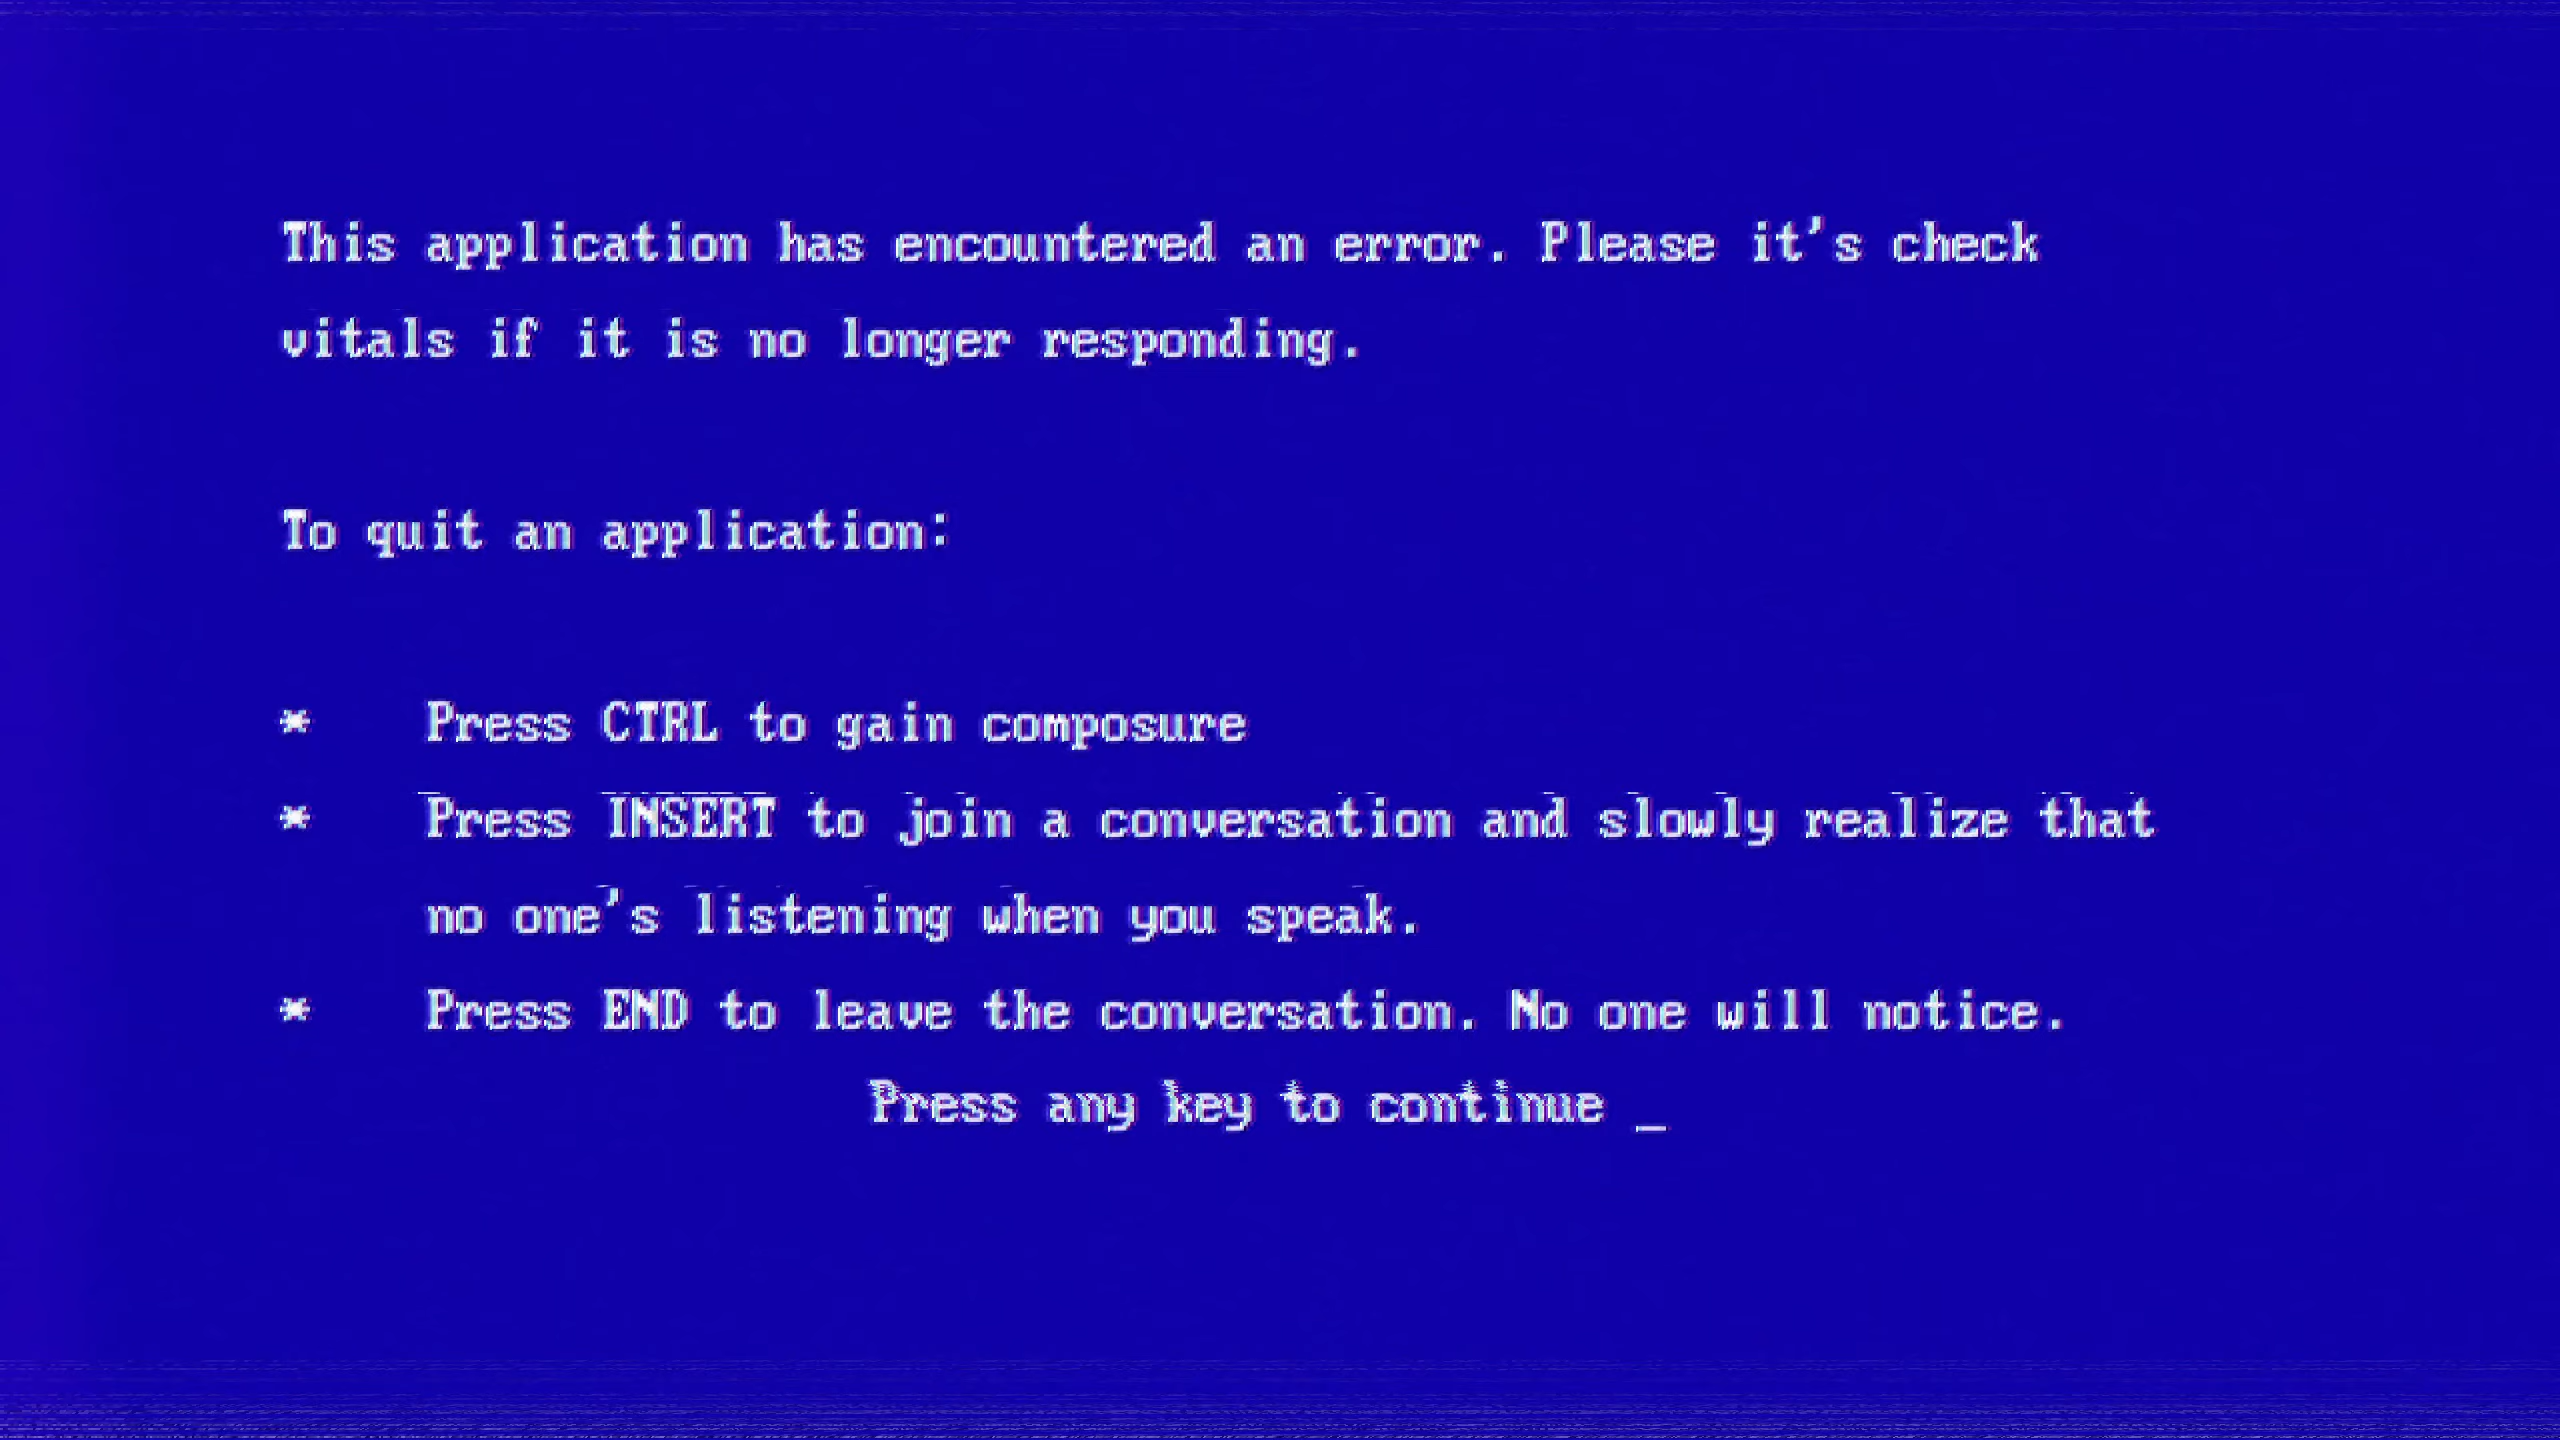 This application has encountered an error. Please it's check
vitals if it is no longer responding.
To quit an application:
* Press CTRL to gain composure
* Press INSERT to join a conversation and slowly realize that
no one's listening when you speak.
* Press END to leave the conversation. No one will notice.
Press any key to continue _